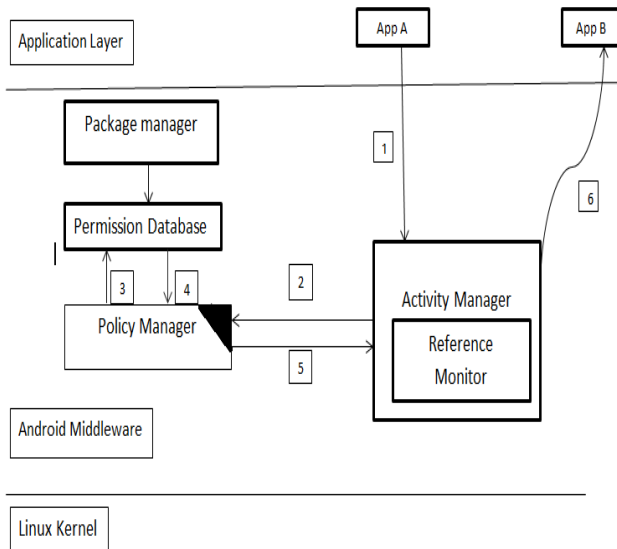 App A
App B
Application Layer
Package manager
1
6
Permission Database
3
4
2
Policy Manager
Activity Manager
Reference
Monitor
5
Android Middleware
Linux Kernel